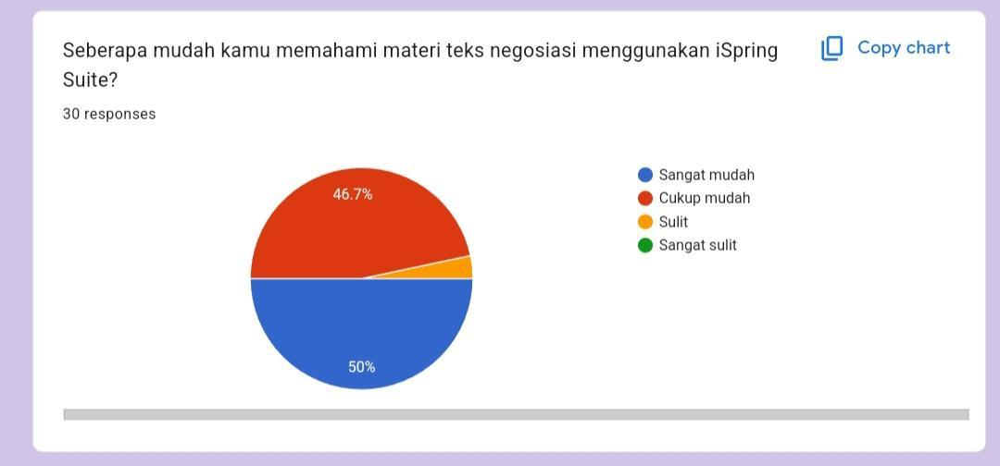 Seberapa mudah kamu memahami materi teks negosiasi menggunakan iSpring
Suite?
Copy chart
30 responses
46.7%
50%
Sangat mudah
Cukup mudah
Sulit
Sangat sulit